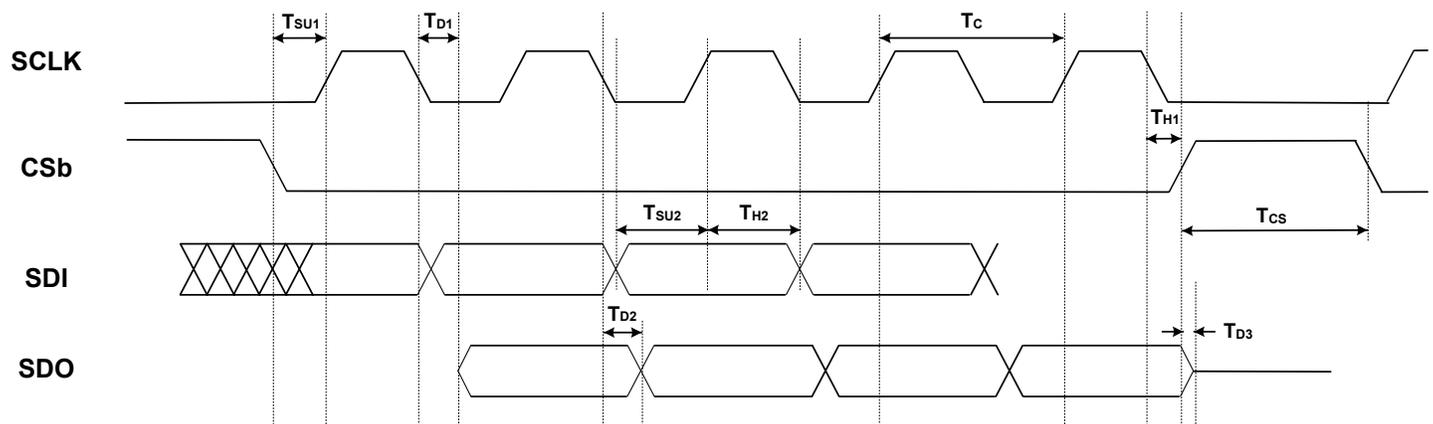 TSU1 TD1 TC
SCLK
TH1
CSb
TSU2 TH2 TCS
SDI
TD2
TD3
SDO